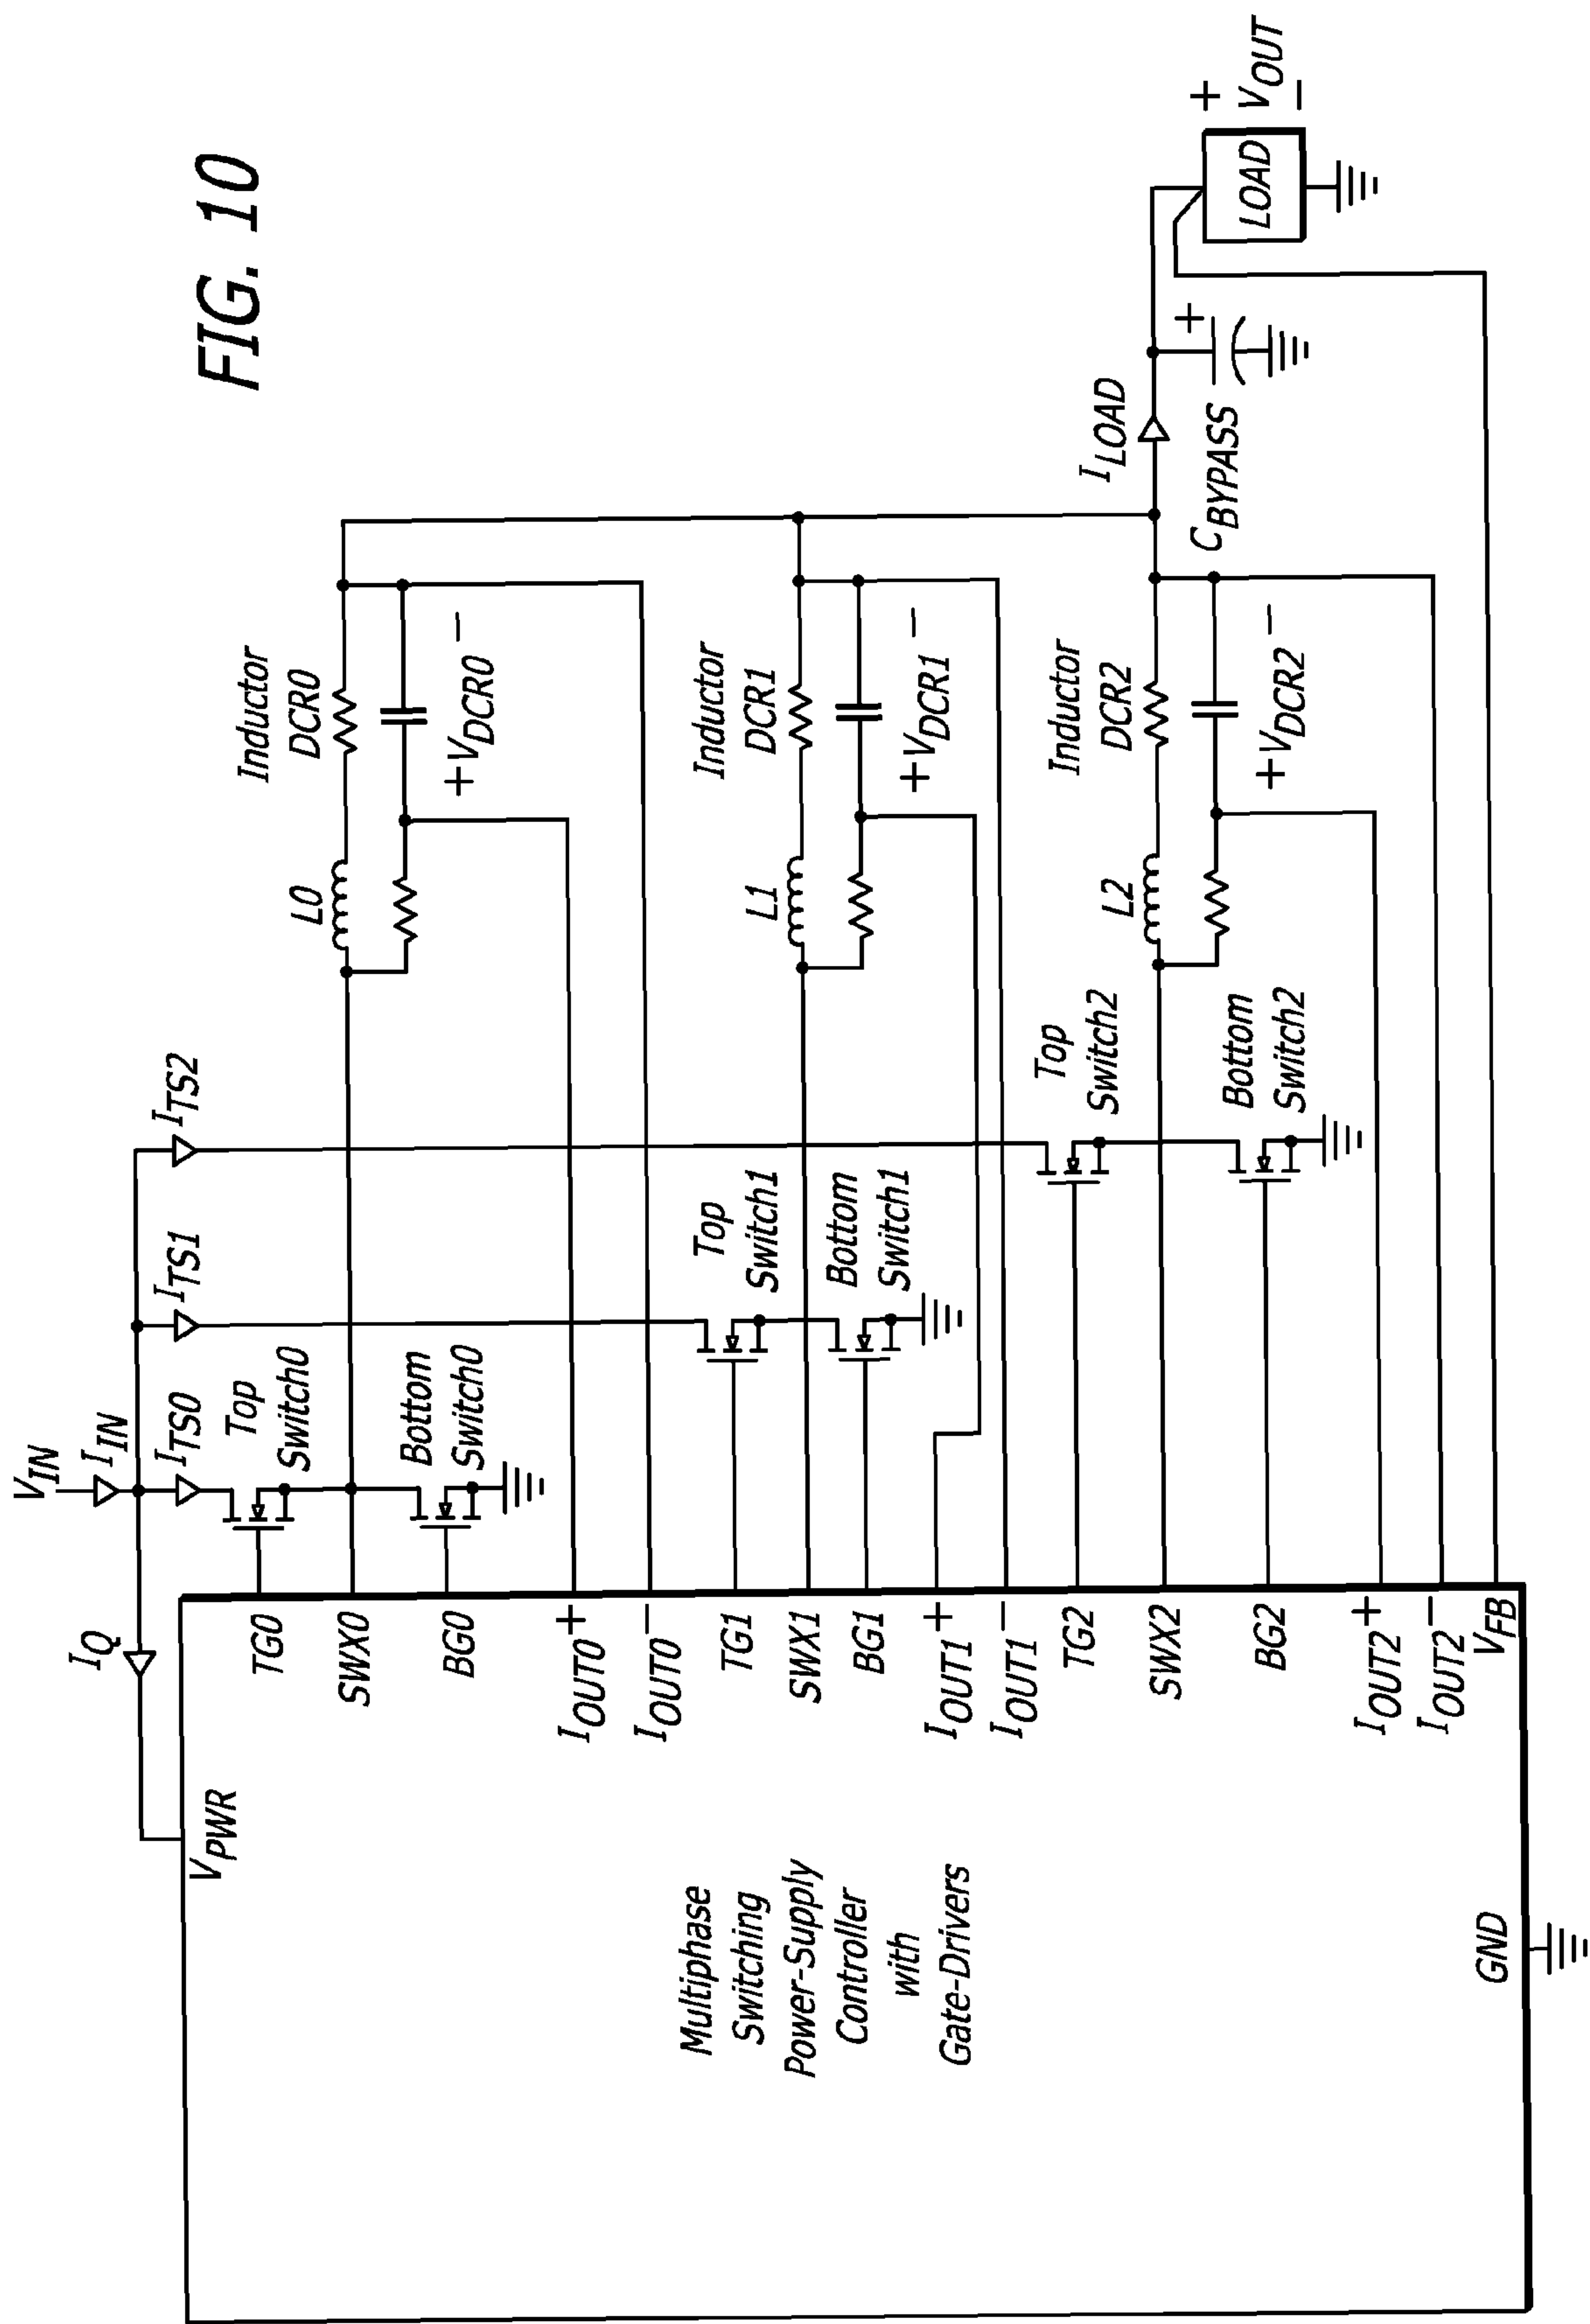 FIG. 10
VIN
IIN
IQ
ITS0
ITS1
ITS2
Top
Switch0
Bottom
Switch0
L0
Inductor
DCR0
+VDCR0 −
Top
Switch1
Bottom
Switch1
L1
Inductor
DCR1
+VDCR1 −
Top
Switch2
Bottom
Switch2
L2
Inductor
DCR2
+VDCR2 −
ILOAD
CBYPASS
+
LOAD
+
VOUT
−
VPWR
TG0
SWX0
BG0
IOUT0+
IOUT0−
TG1
SWX1
BG1
IOUT1+
IOUT1−
TG2
SWX2
BG2
IOUT2+
IOUT2−
VFB
GND
Multiphase
Switching
Power-Supply
Controller
with
Gate-Drivers